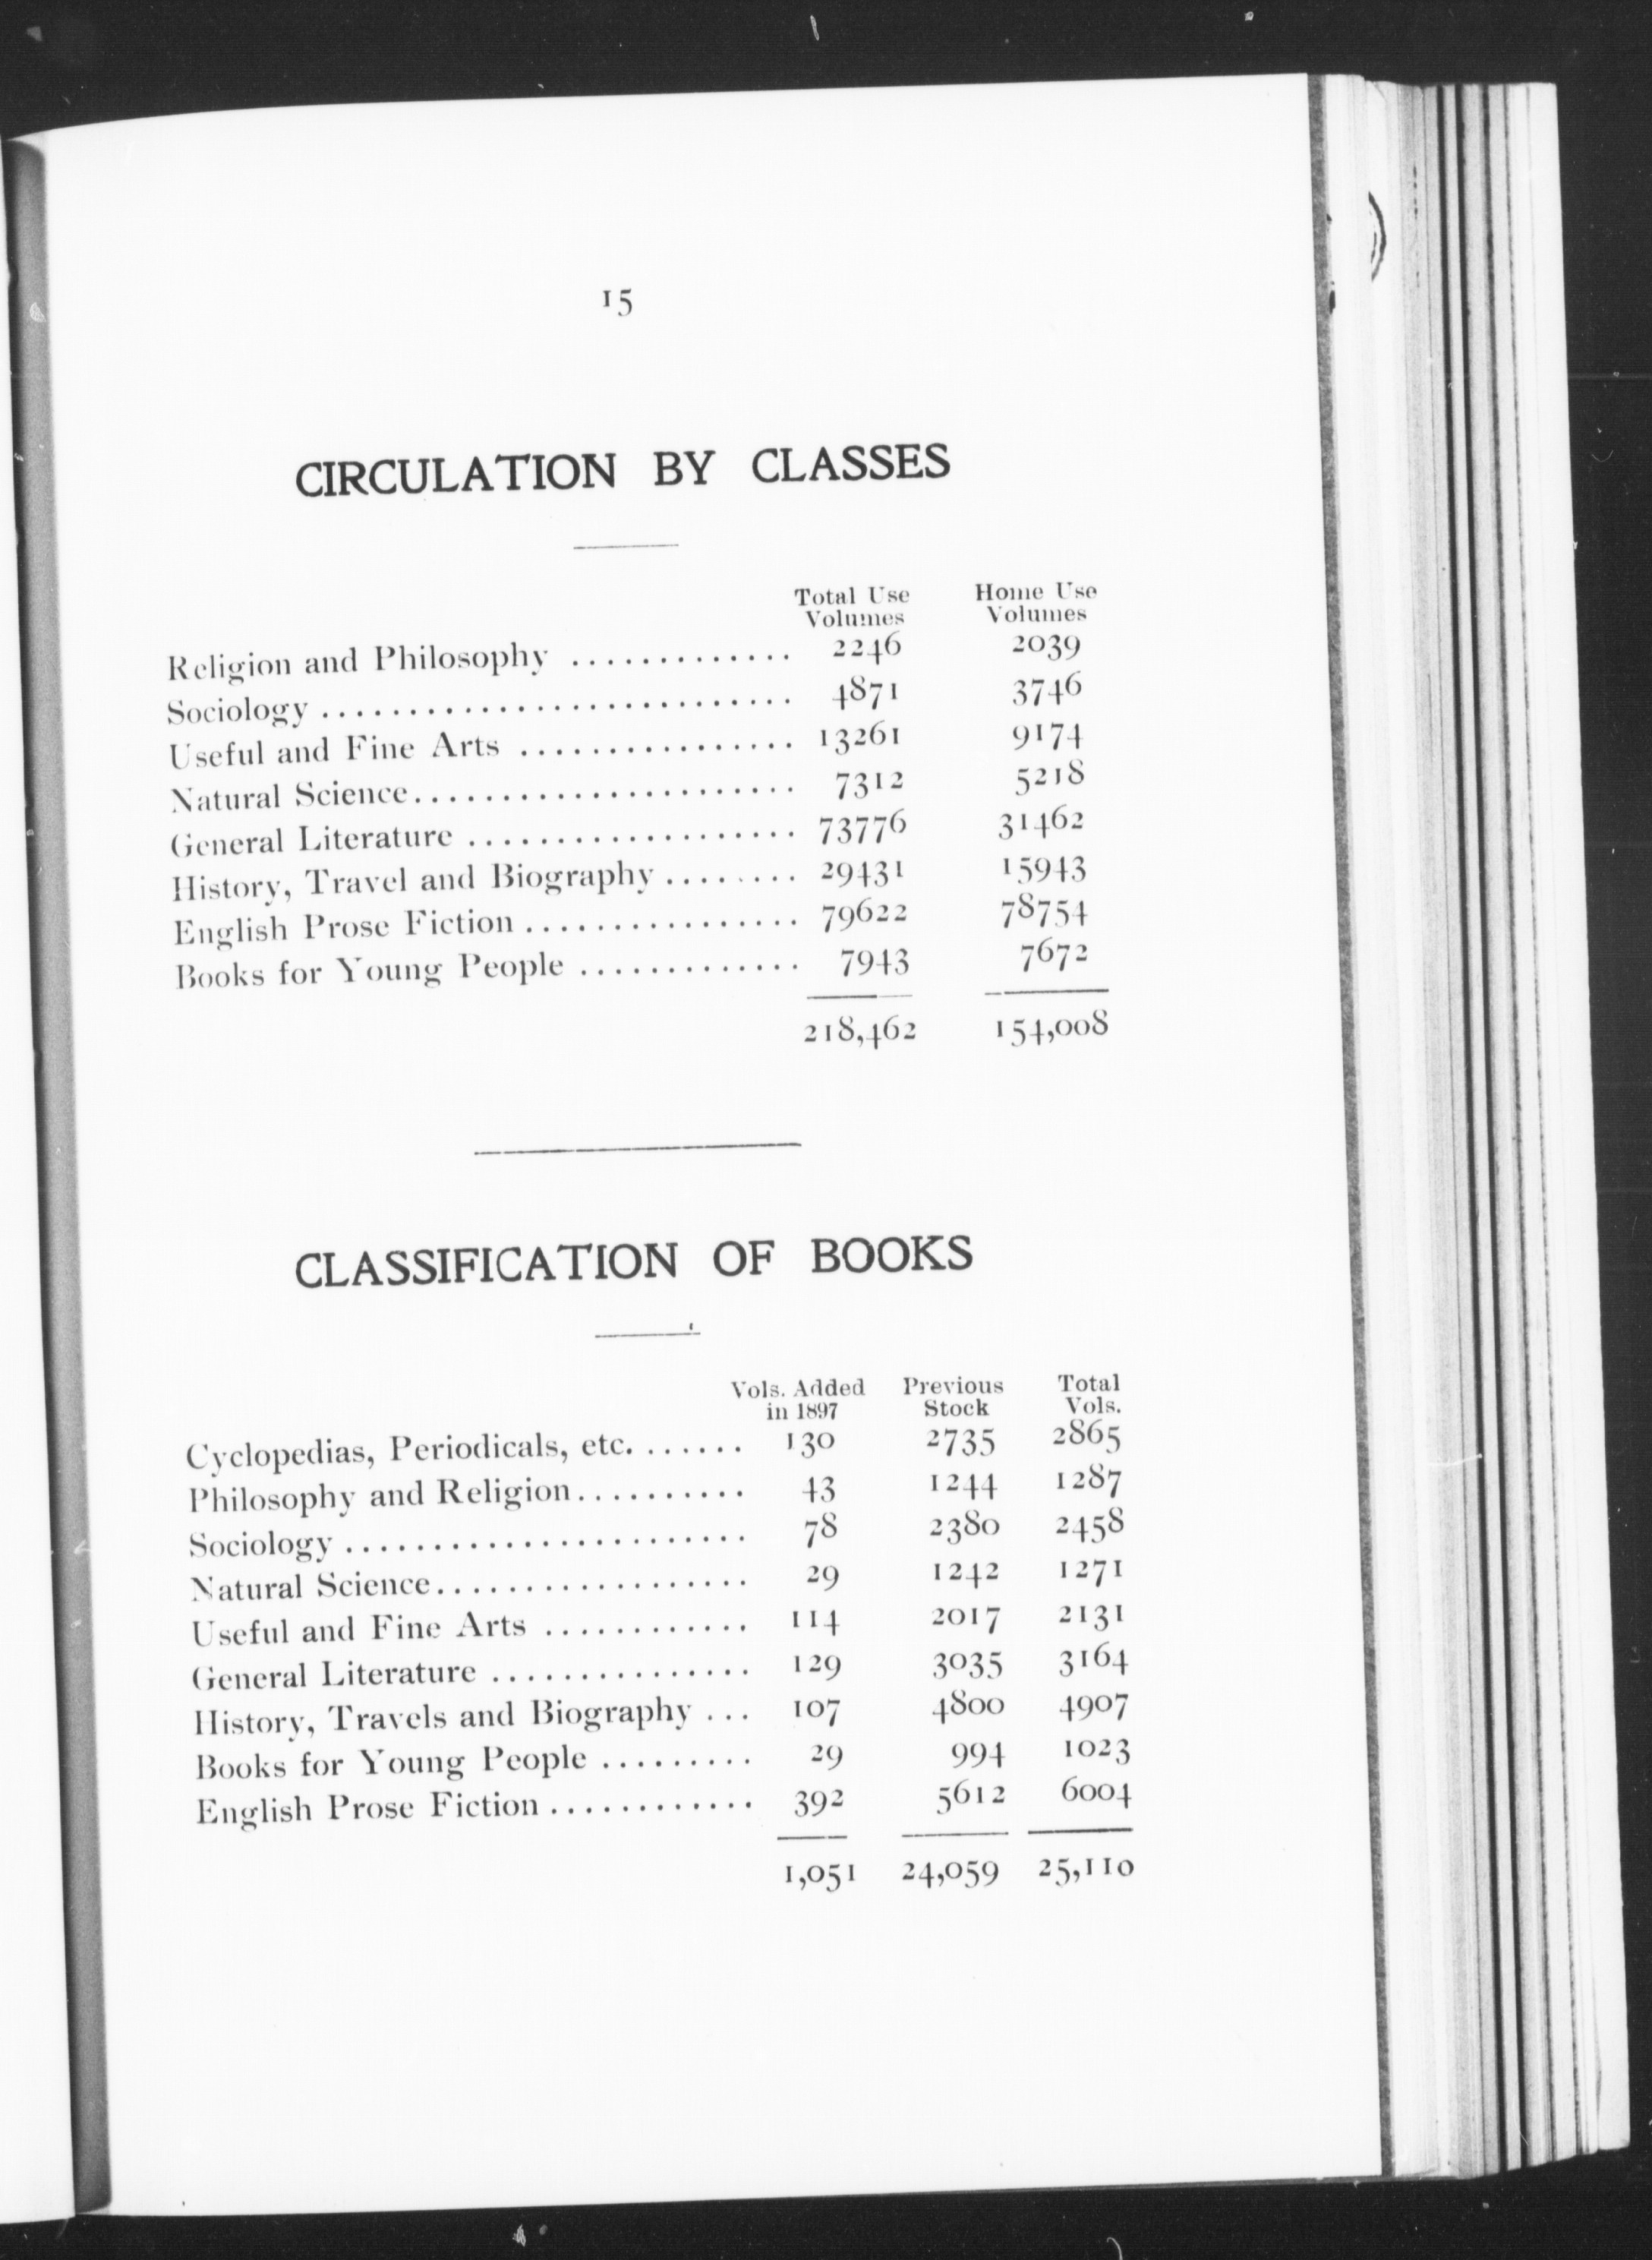 15
CIRCULATION BY CLASSES
Total Use Home Use
Volumes Volumes
Religion and Philosophy ............. 2246 2039
Sociology ........................... 4871 3746
Useful and Fine Arts ................ 13261 9174
Natural Science...................... 7312 5218
General Literature ................... 73776 31462
History, Travel and Biography ........ 29431 15943
English Prose Fiction ................ 79622 78754
Books for Young People ............. 7943 7672
218,462 154,008
CLASSIFICATION OF BOOKS
Vols. Added Previous Total
in 1897 Stock Vols.
Cyclopedias, Periodicals, etc. ....... 130 2735 2865
Philosophy and Religion.......... 43 1244 1287
Sociology ....................... 78 2380 2458
Natural Science.................. 29 1242 1271
Useful and Fine Arts ............ 114 2017 2131
General Literature ............... 129 3035 3164
History, Travels and Biography ... 107 4800 4907
Books for Young People ......... 29 994 1023
English Prose Fiction ............ 392 5612 6004
1,051 24,059 25,110